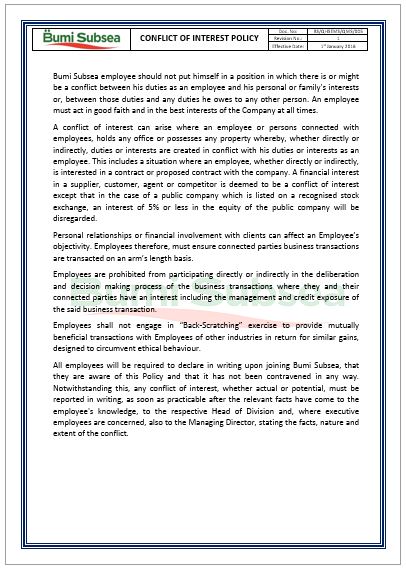 Bumi Subsea
CONFLICT OF INTEREST POLICY
Doc. No: BS/QHSEMS/QMS/005
Revision No.: 1
Effective Date: 1st January 2016
Bumi Subsea employee should not put himself in a position in which there is or might
be a conflict between his duties as an employee and his personal or family's interests
or, between those duties and any duties he owes to any other person. An employee
must act in good faith and in the best interests of the Company at all times.
A conflict of interest can arise where an employee or persons connected with
employees, holds any office or possesses any property whereby, whether directly or
indirectly, duties or interests are created in conflict with his duties or interests as an
employee. This includes a situation where an employee, whether directly or indirectly,
is interested in a contract or proposed contract with the company. A financial interest
in a supplier, customer, agent or competitor is deemed to be a conflict of interest
except that in the case of a public company which is listed on a recognised stock
exchange, an interest of 5% or less in the equity of the public company will be
disregarded.
Personal relationships or financial involvement with clients can affect an Employee's
objectivity. Employees therefore, must ensure connected parties business transactions
are transacted on an arm's length basis.
Employees are prohibited from participating directly or indirectly in the deliberation
and decision making process of the business transactions where they and their
connected parties have an interest including the management and credit exposure of
the said business transaction.
Bumi Subsea
Employees shall not engage in "Back-Scratching" exercise to provide mutually
beneficial transactions with Employees of other industries in return for similar gains,
designed to circumvent ethical behaviour.
All employees will be required to declare in writing upon joining Bumi Subsea, that
they are aware of this Policy and that it has not been contravened in any way.
Notwithstanding this, any conflict of interest, whether actual or potential, must be
reported in writing, as soon as practicable after the relevant facts have come to the
employee's knowledge, to the respective Head of Division and, where executive
employees are concerned, also to the Managing Director, stating the facts, nature and
extent of the conflict.